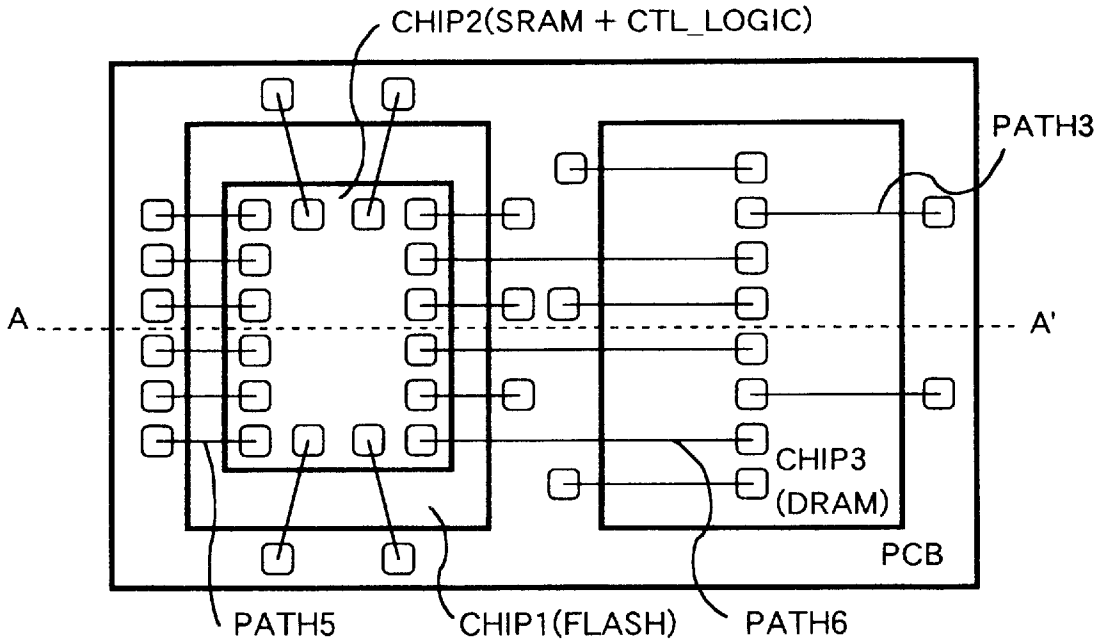 CHIP2(SRAM + CTL_LOGIC)
PATH3
A
A'
CHIP3
(DRAM)
PCB
PATH5
CHIP1(FLASH)
PATH6